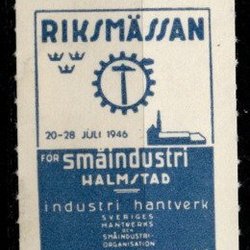 RIKSMÄSSAN
20-28 JULI 1946
FÖR småindustri
HALMSTAD
industri hantverk
SVERIGES
HANTVERKS
OCH
SMÅINDUSTRI-
ORGANISATION